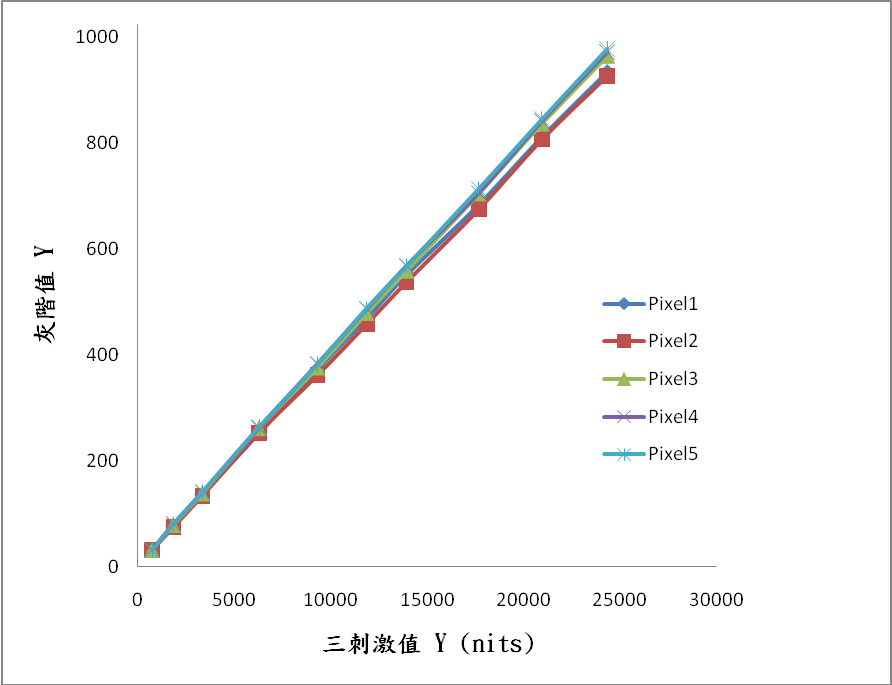 1000
800
600
400
200
0
灰階值 Y
0 5000 10000 15000 20000 25000 30000
三刺激值 Y (nits)
Pixel1
Pixel2
Pixel3
Pixel4
Pixel5